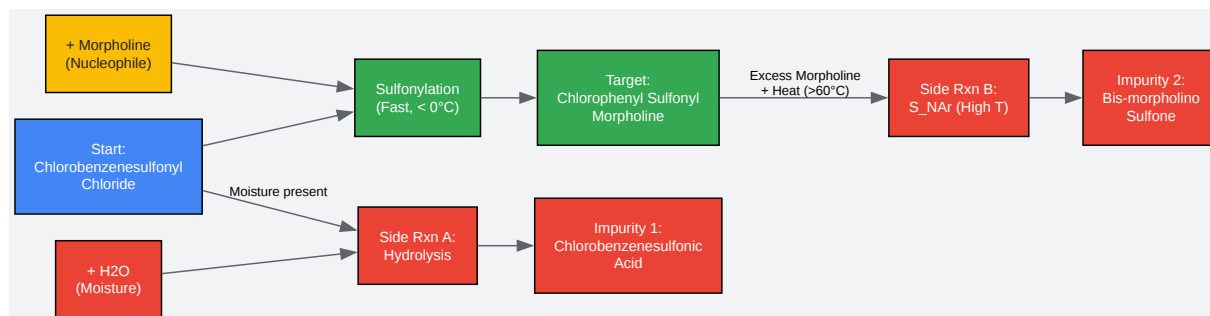 + Morpholine
(Nucleophile)
Start:
Chlorobenzenesulfonyl
Chloride
+ H2O
(Moisture)
Moisture present
Sulfonylation
(Fast, < 0°C)
Side Rxn A:
Hydrolysis
Target:
Chlorophenyl Sulfonyl
Morpholine
Impurity 1:
Chlorobenzenesulfonic
Acid
Excess Morpholine
+ Heat (>60°C)
Side Rxn B:
S_NAr (High T)
Impurity 2:
Bis-morpholino
Sulfone